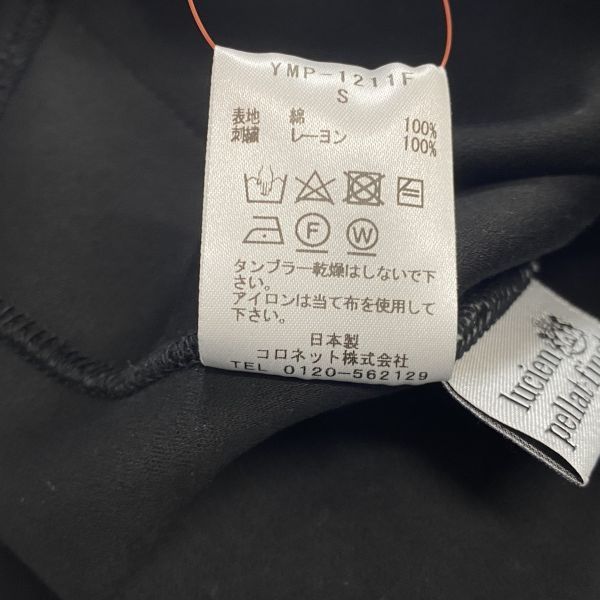 YMP-1211F
S
表地 綿 100%
刺繍 レーヨン 100%
F W
タンブラー乾燥はしないで下
さい。
アイロンは当て布を使用して
下さい。
日本製
コロネット株式会社
TEL 0120-562129
lucien
pellat-fin